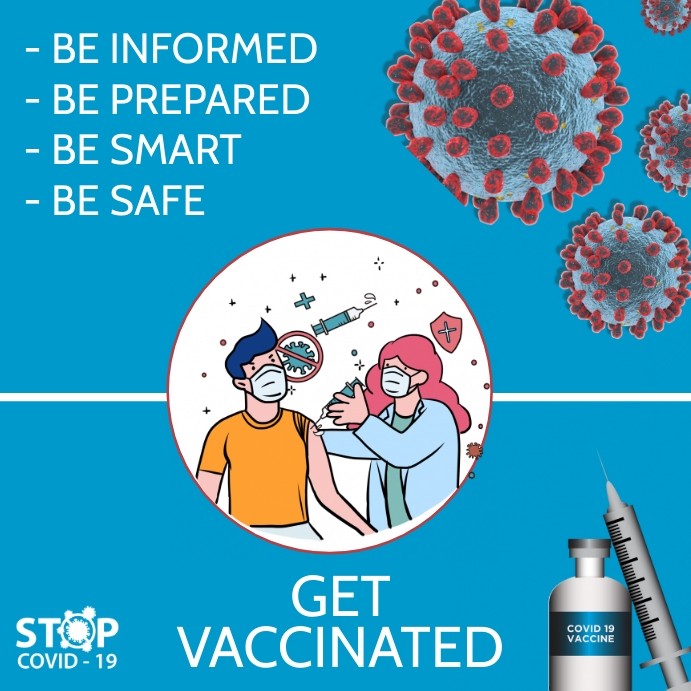 - BE INFORMED
- BE PREPARED
- BE SMART
- BE SAFE
GET
VACCINATED
STOP
COVID - 19
COVID 19
VACCINE